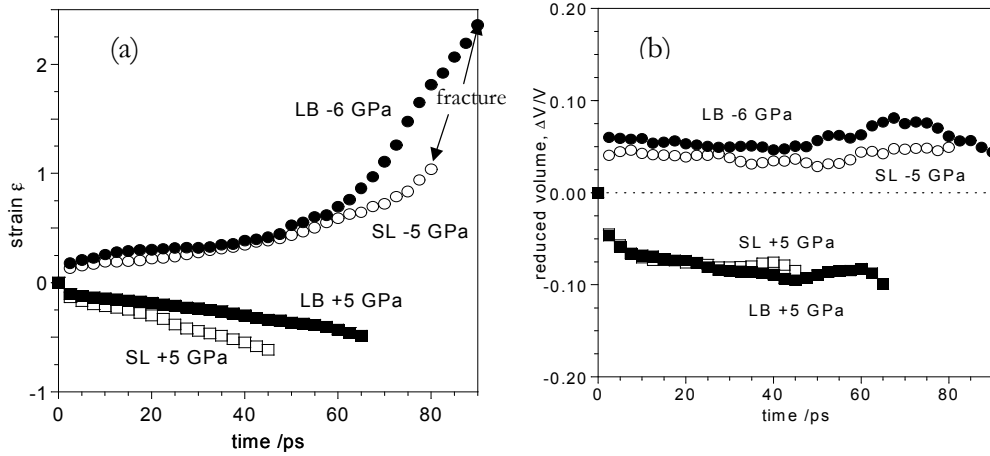 (a)
strain ε
2
1
0
-1
LB -6 GPa
fracture
SL -5 GPa
LB +5 GPa
SL +5 GPa
0 20 40 60 80
time /ps
(b)
reduced volume, ΔV/V
0.20
0.10
0.00
-0.10
-0.20
LB -6 GPa
SL -5 GPa
SL +5 GPa
LB +5 GPa
0 20 40 60 80
time /ps